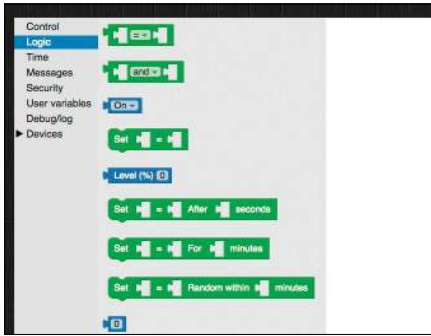 Control
Logic
Time
Messages
Security
User variables
Debug/log
Devices
=
and
On
Set =
Level (%) 0
Set = After seconds
Set = For minutes
Set = Random within minutes
0